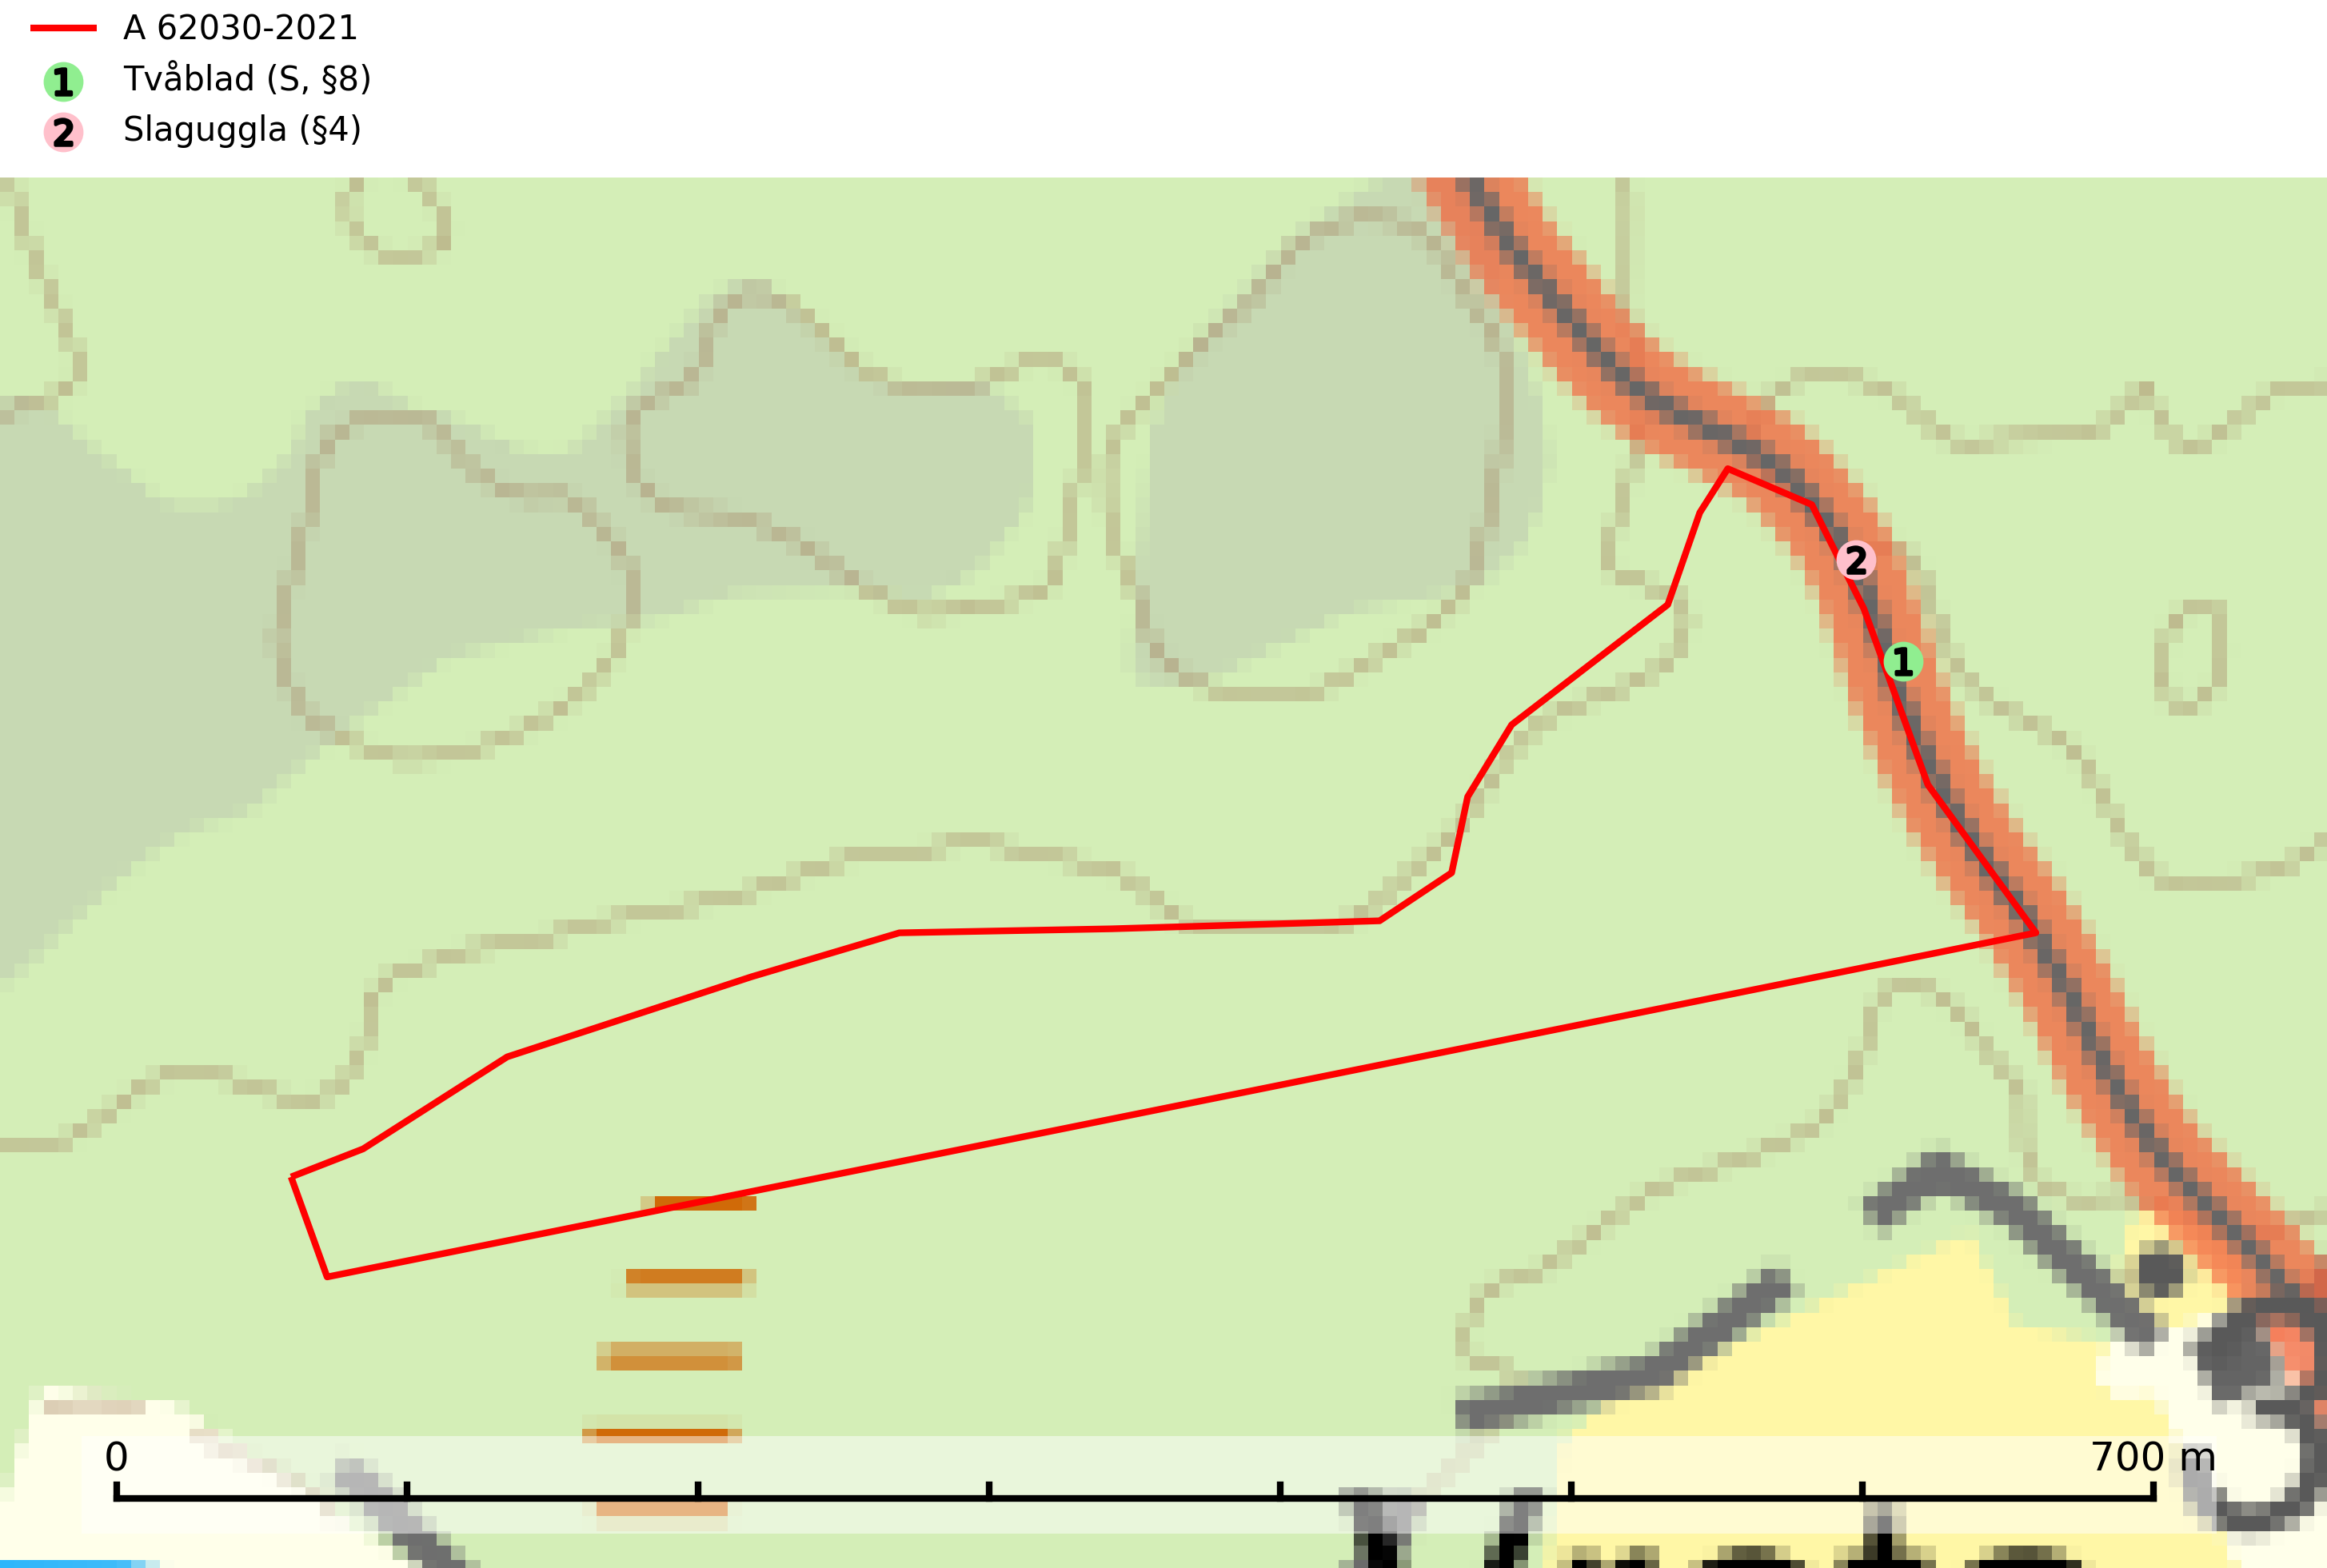 A 62030-2021
1 Tvåblad (S, §8)
2 Slaguggla (§4)
2
1
0 700 m